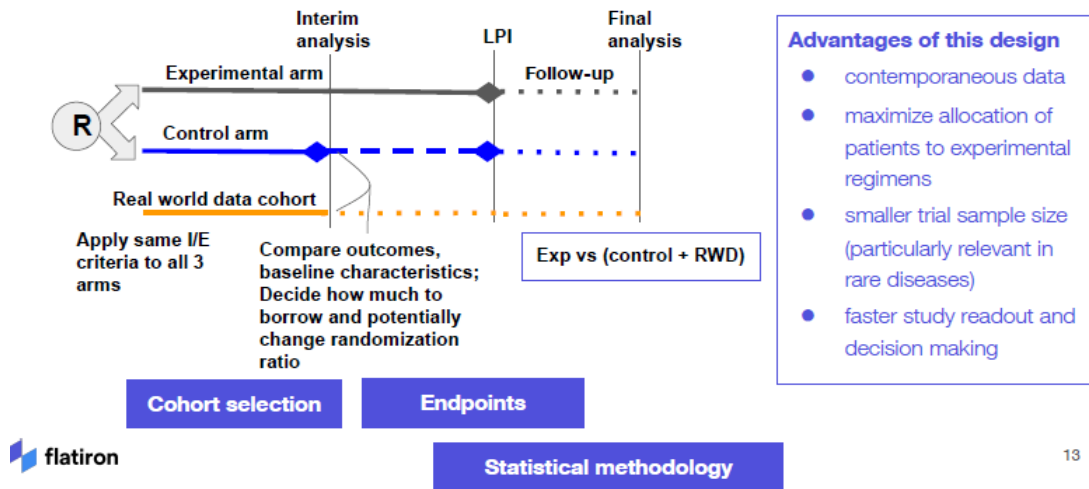 Interim
analysis
LPI
Final
analysis
Experimental arm
Follow-up
R
Control arm
Real world data cohort
Apply same I/E
criteria to all 3
arms
Compare outcomes,
baseline characteristics;
Decide how much to
borrow and potentially
change randomization
ratio
Exp vs (control + RWD)
Advantages of this design
● contemporaneous data
● maximize allocation of
patients to experimental
regimens
● smaller trial sample size
(particularly relevant in
rare diseases)
● faster study readout and
decision making
Cohort selection
Endpoints
Statistical methodology
flatiron
13